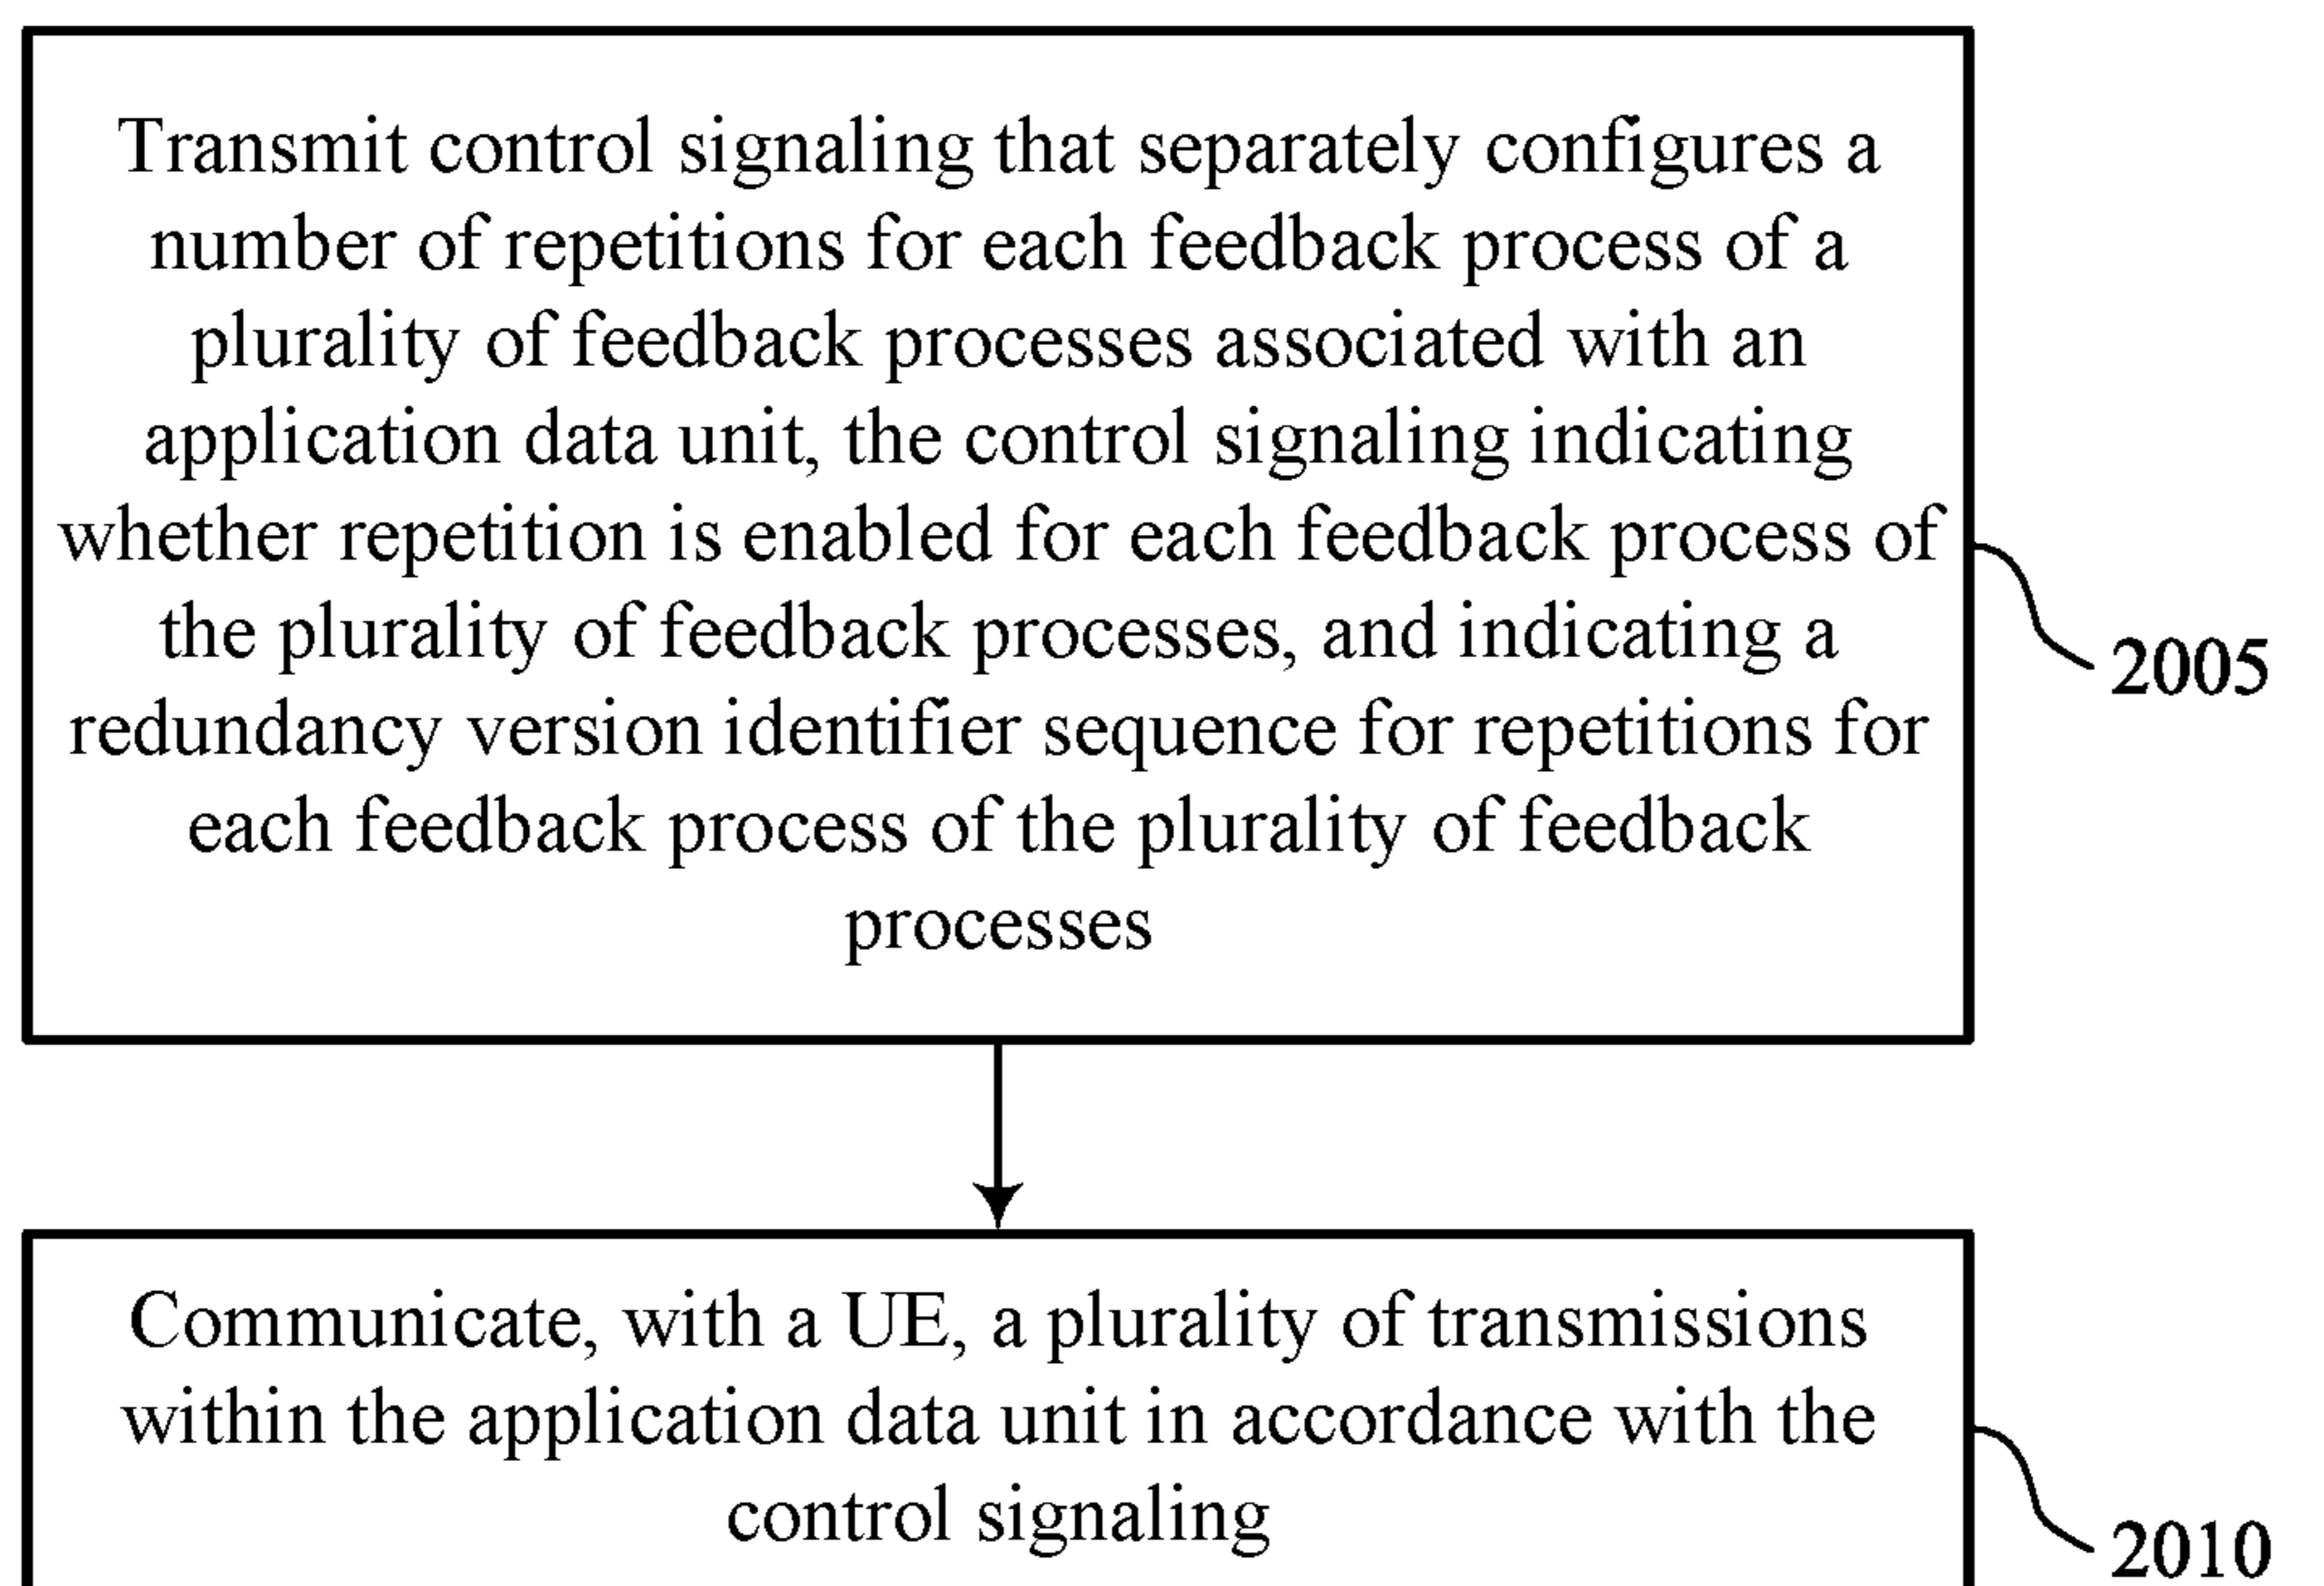 Transmit control signaling that separately configures a
number of repetitions for each feedback process of a
plurality of feedback processes associated with an
application data unit, the control signaling indicating
whether repetition is enabled for each feedback process of
the plurality of feedback processes, and indicating a
redundancy version identifier sequence for repetitions for
each feedback process of the plurality of feedback
processes
2005
Communicate, with a UE, a plurality of transmissions
within the application data unit in accordance with the
control signaling
2010